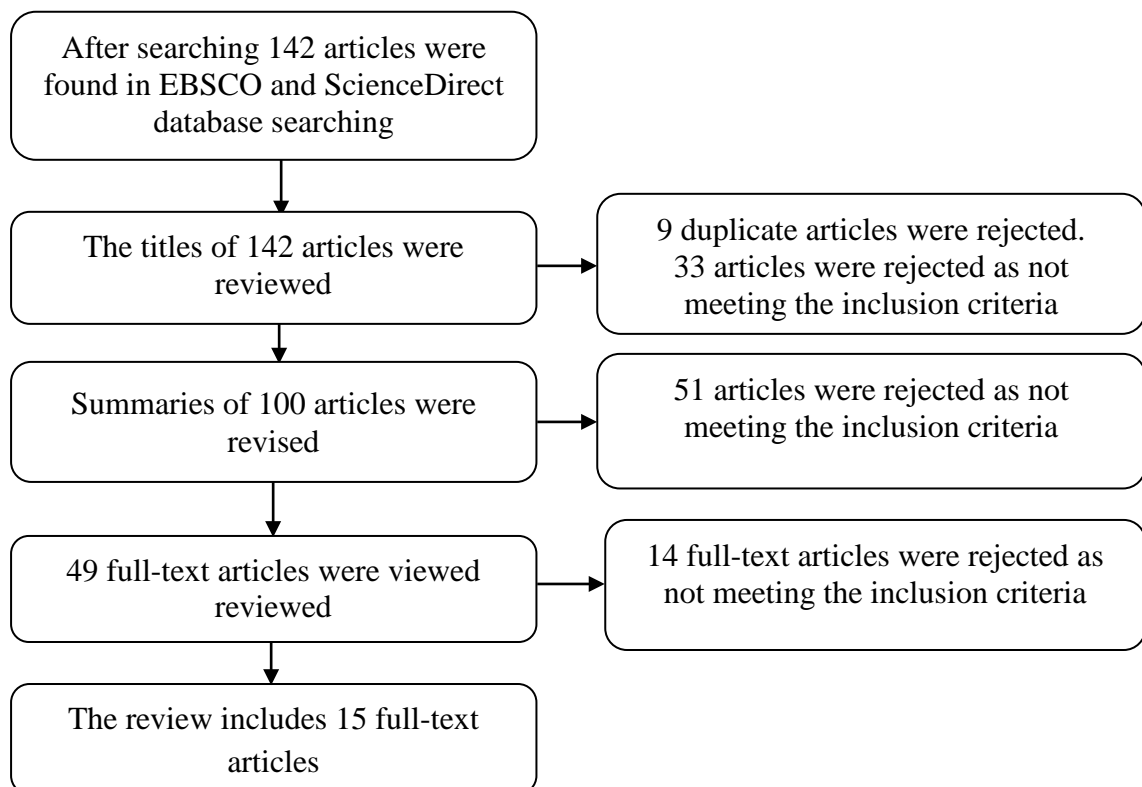 After searching 142 articles were
found in EBSCO and ScienceDirect
database searching
The titles of 142 articles were
reviewed
9 duplicate articles were rejected.
33 articles were rejected as not
meeting the inclusion criteria
Summaries of 100 articles were
revised
51 articles were rejected as not
meeting the inclusion criteria
49 full-text articles were viewed
reviewed
14 full-text articles were rejected as
not meeting the inclusion criteria
The review includes 15 full-text
articles